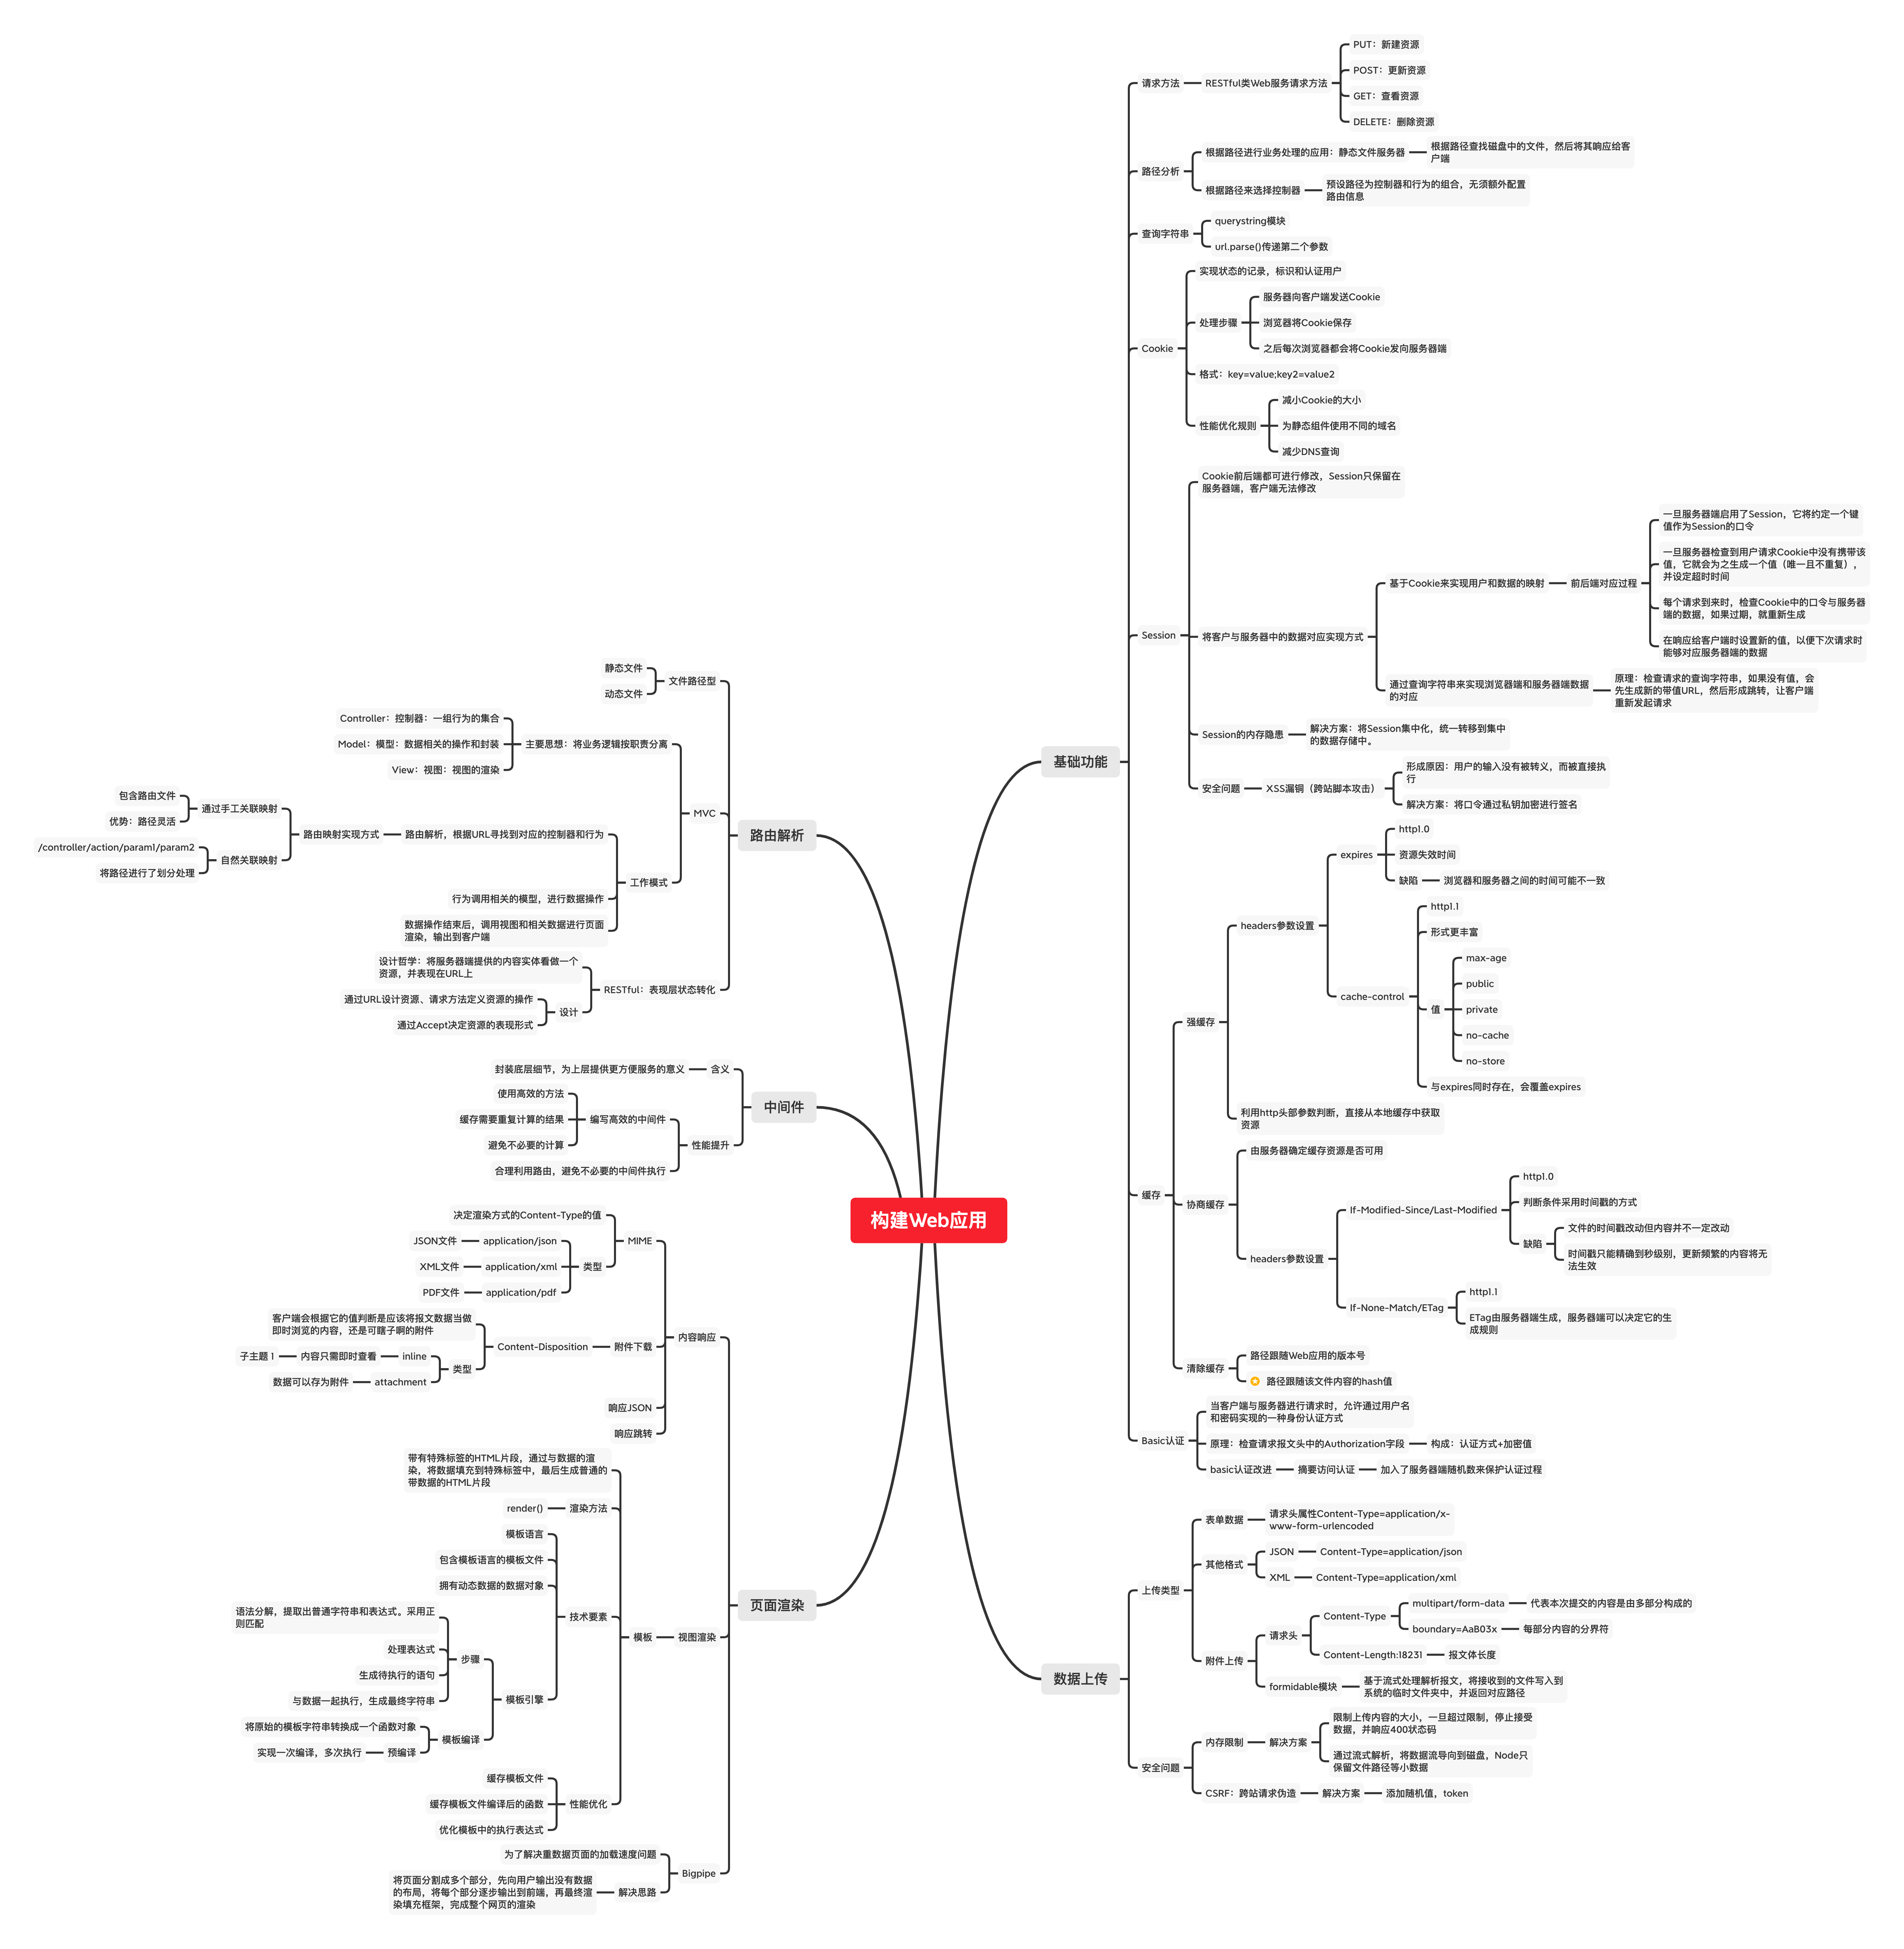 构建Web应用
基础功能
请求方法
RESTful类Web服务请求方法
PUT：新建资源
POST：更新资源
GET：查看资源
DELETE：删除资源
路径分析
根据路径进行业务处理的应用：静态文件服务器
根据路径查找磁盘中的文件，然后将其响应给客
户端
根据路径来选择控制器
预设路径为控制器和行为的组合，无须额外配置
路由信息
查询字符串
querystring模块
url.parse()传递第二个参数
Cookie
实现状态的记录，标识和认证用户
处理步骤
服务器向客户端发送Cookie
浏览器将Cookie保存
之后每次浏览器都会将Cookie发向服务器端
格式：key=value;key2=value2
性能优化规则
减小Cookie的大小
为静态组件使用不同的域名
减少DNS查询
Session
Cookie前后端都可进行修改，Session只保留在
服务器端，客户端无法修改
将客户与服务器中的数据对应实现方式
基于Cookie来实现用户和数据的映射
前后端对应过程
一旦服务器端启用了Session，它将约定一个键
值作为Session的口令
一旦服务器检查到用户请求Cookie中没有携带该
值，它就会为之生成一个值（唯一且不重复），
并设定超时时间
每个请求到来时，检查Cookie中的口令与服务器
端的数据，如果过期，就重新生成
在响应给客户端时设置新的值，以便下次请求时
能够对应服务器端的数据
通过查询字符串来实现浏览器端和服务器端数据
的对应
原理：检查请求的查询字符串，如果没有值，会
先生成新的带值URL，然后形成跳转，让客户端
重新发起请求
Session的内存隐患
解决方案：将Session集中化，统一转移到集中
的数据存储中。
安全问题
XSS漏铜（跨站脚本攻击）
形成原因：用户的输入没有被转义，而被直接执
行
解决方案：将口令通过私钥加密进行签名
缓存
强缓存
headers参数设置
expires
http1.0
资源失效时间
缺陷
浏览器和服务器之间的时间可能不一致
cache-control
http1.1
形式更丰富
值
max-age
public
private
no-cache
no-store
与expires同时存在，会覆盖expires
利用http头部参数判断，直接从本地缓存中获取
资源
协商缓存
由服务器确定缓存资源是否可用
headers参数设置
If-Modified-Since/Last-Modified
http1.0
判断条件采用时间戳的方式
缺陷
文件的时间戳改动但内容并不一定改动
时间戳只能精确到秒级别，更新频繁的内容将无
法生效
If-None-Match/ETag
http1.1
ETag由服务器端生成，服务器端可以决定它的生
成规则
清除缓存
路径跟随Web应用的版本号
路径跟随该文件内容的hash值
Basic认证
当客户端与服务器进行请求时，允许通过用户名
和密码实现的一种身份认证方式
原理：检查请求报文头中的Authorization字段
构成：认证方式+加密值
basic认证改进
摘要访问认证
加入了服务器端随机数来保护认证过程
数据上传
上传类型
表单数据
请求头属性Content-Type=application/x-
www-form-urlencoded
其他格式
JSON
Content-Type=application/json
XML
Content-Type=application/xml
附件上传
请求头
Content-Type
multipart/form-data
代表本次提交的内容是由多部分构成的
boundary=AaB03x
每部分内容的分界符
Content-Length:18231
报文体长度
formidable模块
基于流式处理解析报文，将接收到的文件写入到
系统的临时文件夹中，并返回对应路径
安全问题
内存限制
解决方案
限制上传内容的大小，一旦超过限制，停止接受
数据，并响应400状态码
通过流式解析，将数据流导向到磁盘，Node只
保留文件路径等小数据
CSRF：跨站请求伪造
解决方案
添加随机值，token
路由解析
文件路径型
静态文件
动态文件
MVC
主要思想：将业务逻辑按职责分离
Controller：控制器：一组行为的集合
Model：模型：数据相关的操作和封装
View：视图：视图的渲染
工作模式
路由解析，根据URL寻找到对应的控制器和行为
路由映射实现方式
通过手工关联映射
包含路由文件
优势：路径灵活
自然关联映射
/controller/action/param1/param2
将路径进行了划分处理
行为调用相关的模型，进行数据操作
数据操作结束后，调用视图和相关数据进行页面
渲染，输出到客户端
RESTful：表现层状态转化
设计哲学：将服务器端提供的内容实体看做一个
资源，并表现在URL上
设计
通过URL设计资源、请求方法定义资源的操作
通过Accept决定资源的表现形式
中间件
含义
封装底层细节，为上层提供更方便服务的意义
性能提升
编写高效的中间件
使用高效的方法
缓存需要重复计算的结果
避免不必要的计算
合理利用路由，避免不必要的中间件执行
页面渲染
内容响应
MIME
决定渲染方式的Content-Type的值
类型
application/json
JSON文件
application/xml
XML文件
application/pdf
PDF文件
附件下载
Content-Disposition
客户端会根据它的值判断是应该将报文数据当做
即时浏览的内容，还是可瞎子啊的附件
类型
inline
内容只需即时查看
子主题 1
attachment
数据可以存为附件
响应JSON
响应跳转
视图渲染
模板
带有特殊标签的HTML片段，通过与数据的渲
染，将数据填充到特殊标签中，最后生成普通的
带数据的HTML片段
渲染方法
render()
技术要素
模板语言
包含模板语言的模板文件
拥有动态数据的数据对象
模板引擎
步骤
语法分解，提取出普通字符串和表达式。采用正
则匹配
处理表达式
生成待执行的语句
与数据一起执行，生成最终字符串
模板编译
将原始的模板字符串转换成一个函数对象
预编译
实现一次编译，多次执行
性能优化
缓存模板文件
缓存模板文件编译后的函数
优化模板中的执行表达式
Bigpipe
为了解决重数据页面的加载速度问题
解决思路
将页面分割成多个部分，先向用户输出没有数据
的布局，将每个部分逐步输出到前端，再最终渲
染填充框架，完成整个网页的渲染